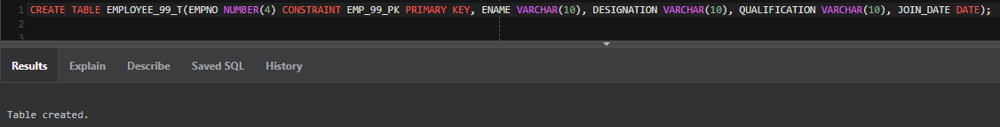 1 CREATE TABLE EMPLOYEE_99_T(EMPNO NUMBER(4) CONSTRAINT EMP_99_PK PRIMARY KEY, ENAME VARCHAR(10), DESIGNATION VARCHAR(10), QUALIFICATION VARCHAR(10), JOIN_DATE DATE);
2
3
Results Explain Describe Saved SQL History
Table created.